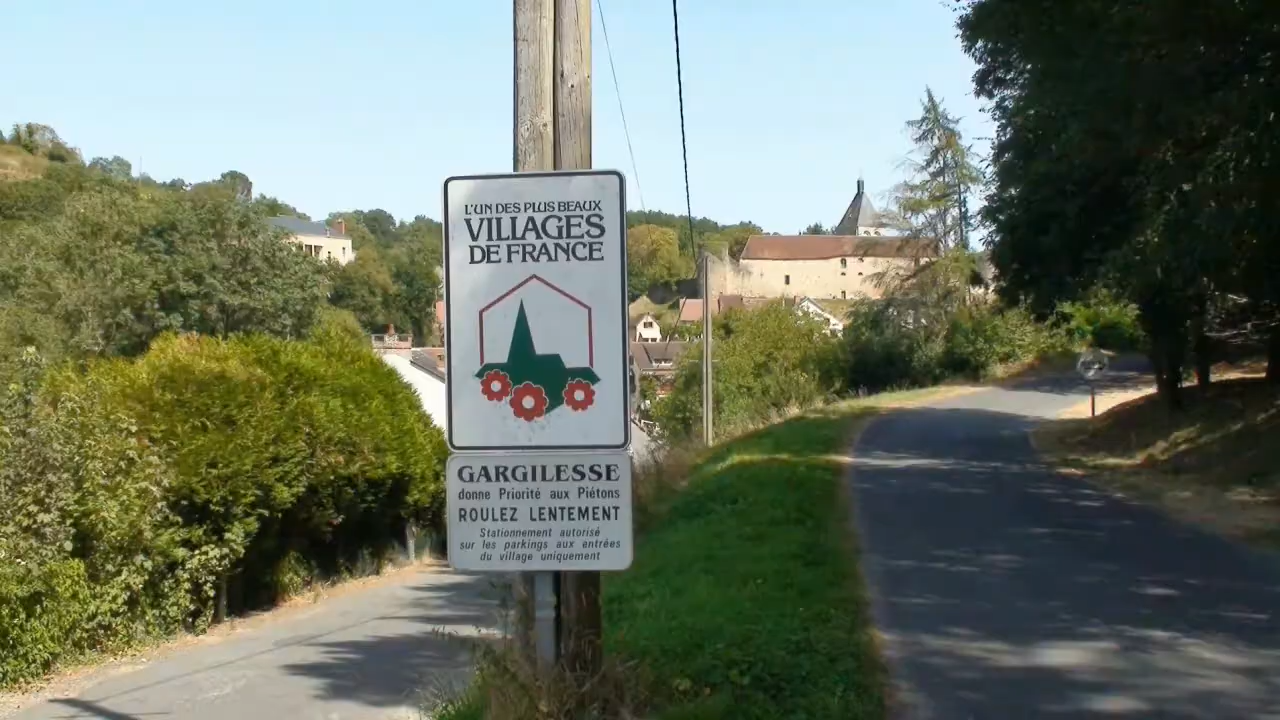 L'UN DES PLUS BEAUX
VILLAGES
DE FRANCE
GARGILESSE
donne Priorité aux Piétons
ROULEZ LENTEMENT
Stationnement autorisé
sur les parkings aux entrées
du village uniquement